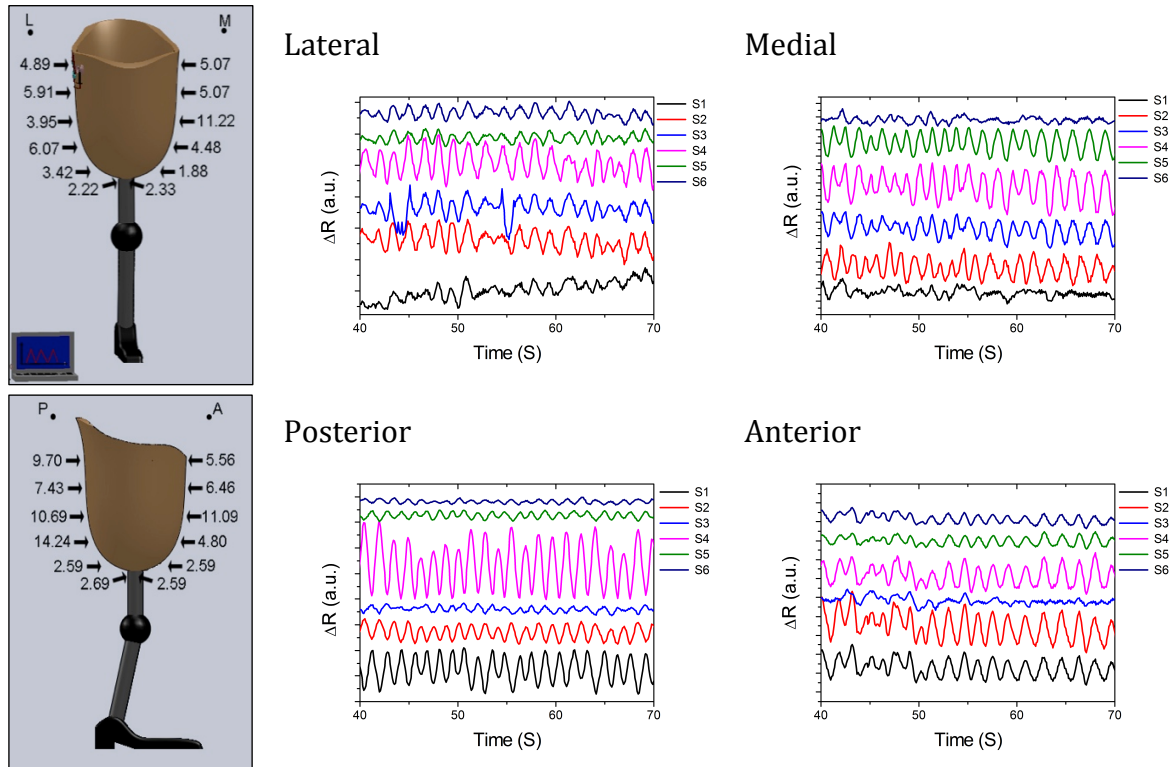 L M
4.89 5.07
5.91 5.07
3.95 11.22
6.07 4.48
3.42 1.88
2.22 2.33
Lateral
ΔR (a.u.)
S1
S2
S3
S4
S5
S6
40 50 60 70
Time (S)
Medial
ΔR (a.u.)
S1
S2
S3
S4
S5
S6
40 50 60 70
Time (S)
P A
9.70 5.56
7.43 6.46
10.69 11.09
14.24 4.80
2.59 2.59
2.69 2.59
Posterior
ΔR (a.u.)
S1
S2
S3
S4
S5
S6
40 50 60 70
Time (S)
Anterior
ΔR (a.u.)
S1
S2
S3
S4
S5
S6
40 50 60 70
Time (S)